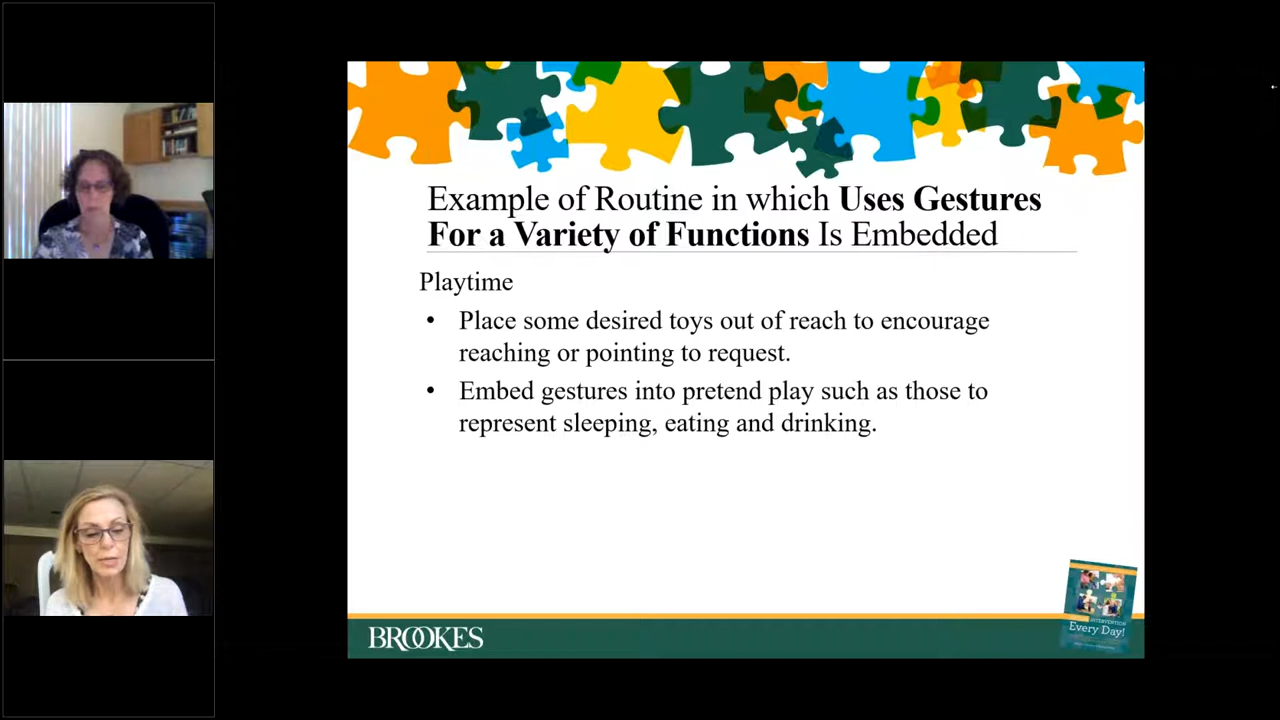 Example of Routine in which Uses Gestures
For a Variety of Functions Is Embedded
Playtime
• Place some desired toys out of reach to encourage
reaching or pointing to request.
• Embed gestures into pretend play such as those to
represent sleeping, eating and drinking.
BROOKES
INTERVENTION
Every Day!